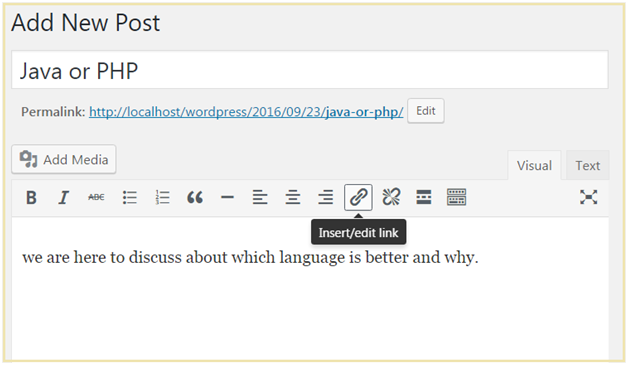 Add New Post
Java or PHP
Permalink: http://localhost/wordpress/2016/09/23/java-or-php/ Edit
Add Media
Visual Text
B I ABC
Insert/edit link
we are here to discuss about which language is better and why.